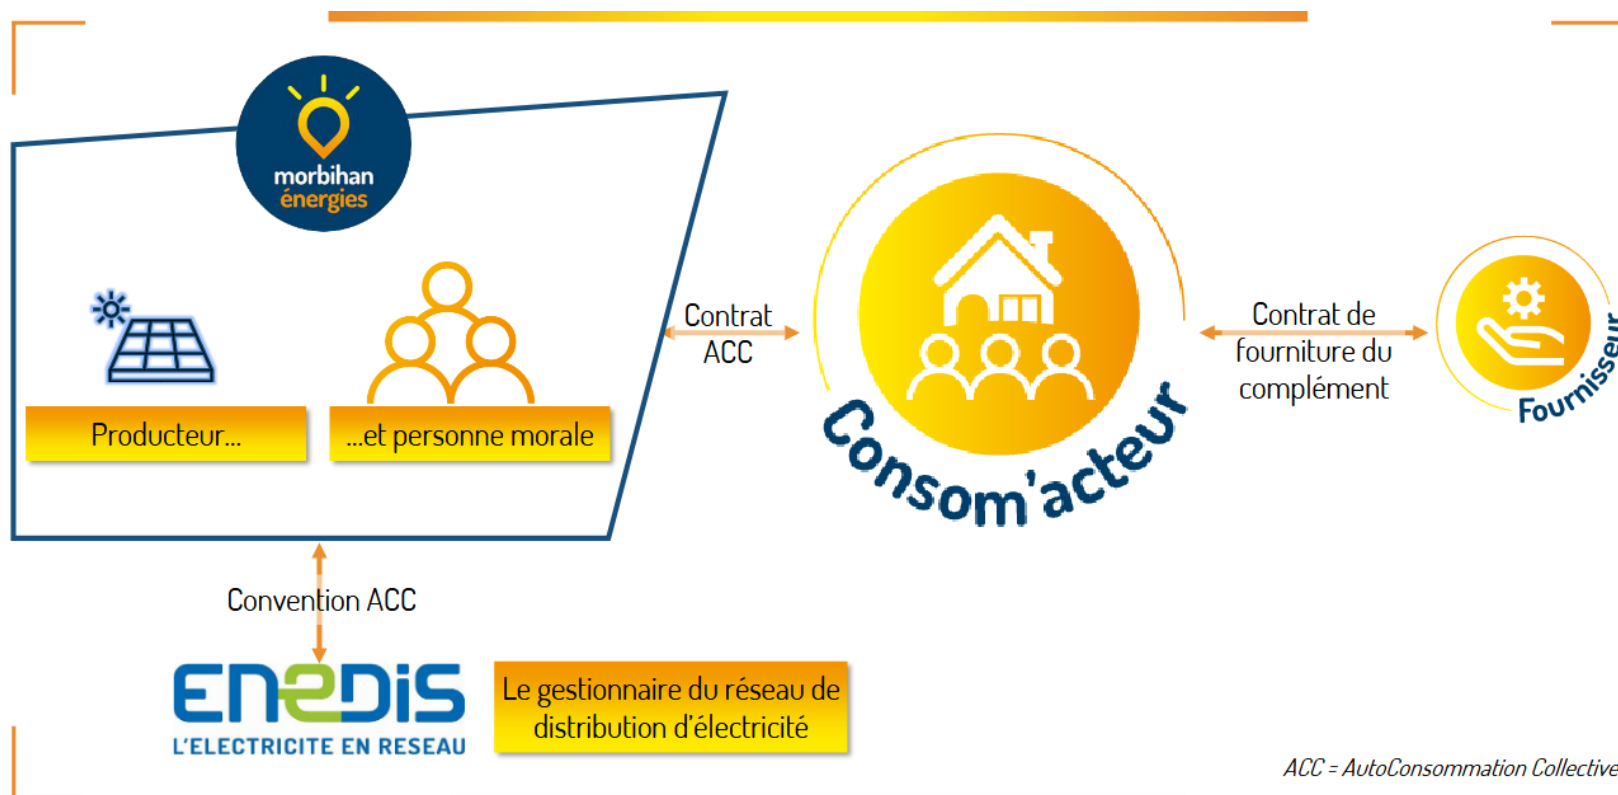 morbihan
énergies
Producteur...
...et personne morale
Contrat
ACC
Consom'acteur
Contrat de
fourniture du
complément
Fournisseur
Convention ACC
enedis
L'ELECTRICITE EN RESEAU
Le gestionnaire du réseau de
distribution d'électricité
ACC = AutoConsommation Collective